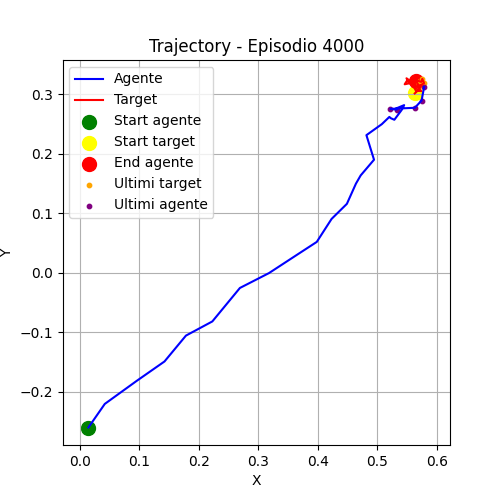 Trajectory - Episodio 4000
Agente
Target
Start agente
Start target
End agente
Ultimi target
Ultimi agente
Y
0.3
0.2
0.1
0.0
−0.1
−0.2
0.0 0.1 0.2 0.3 0.4 0.5 0.6
X